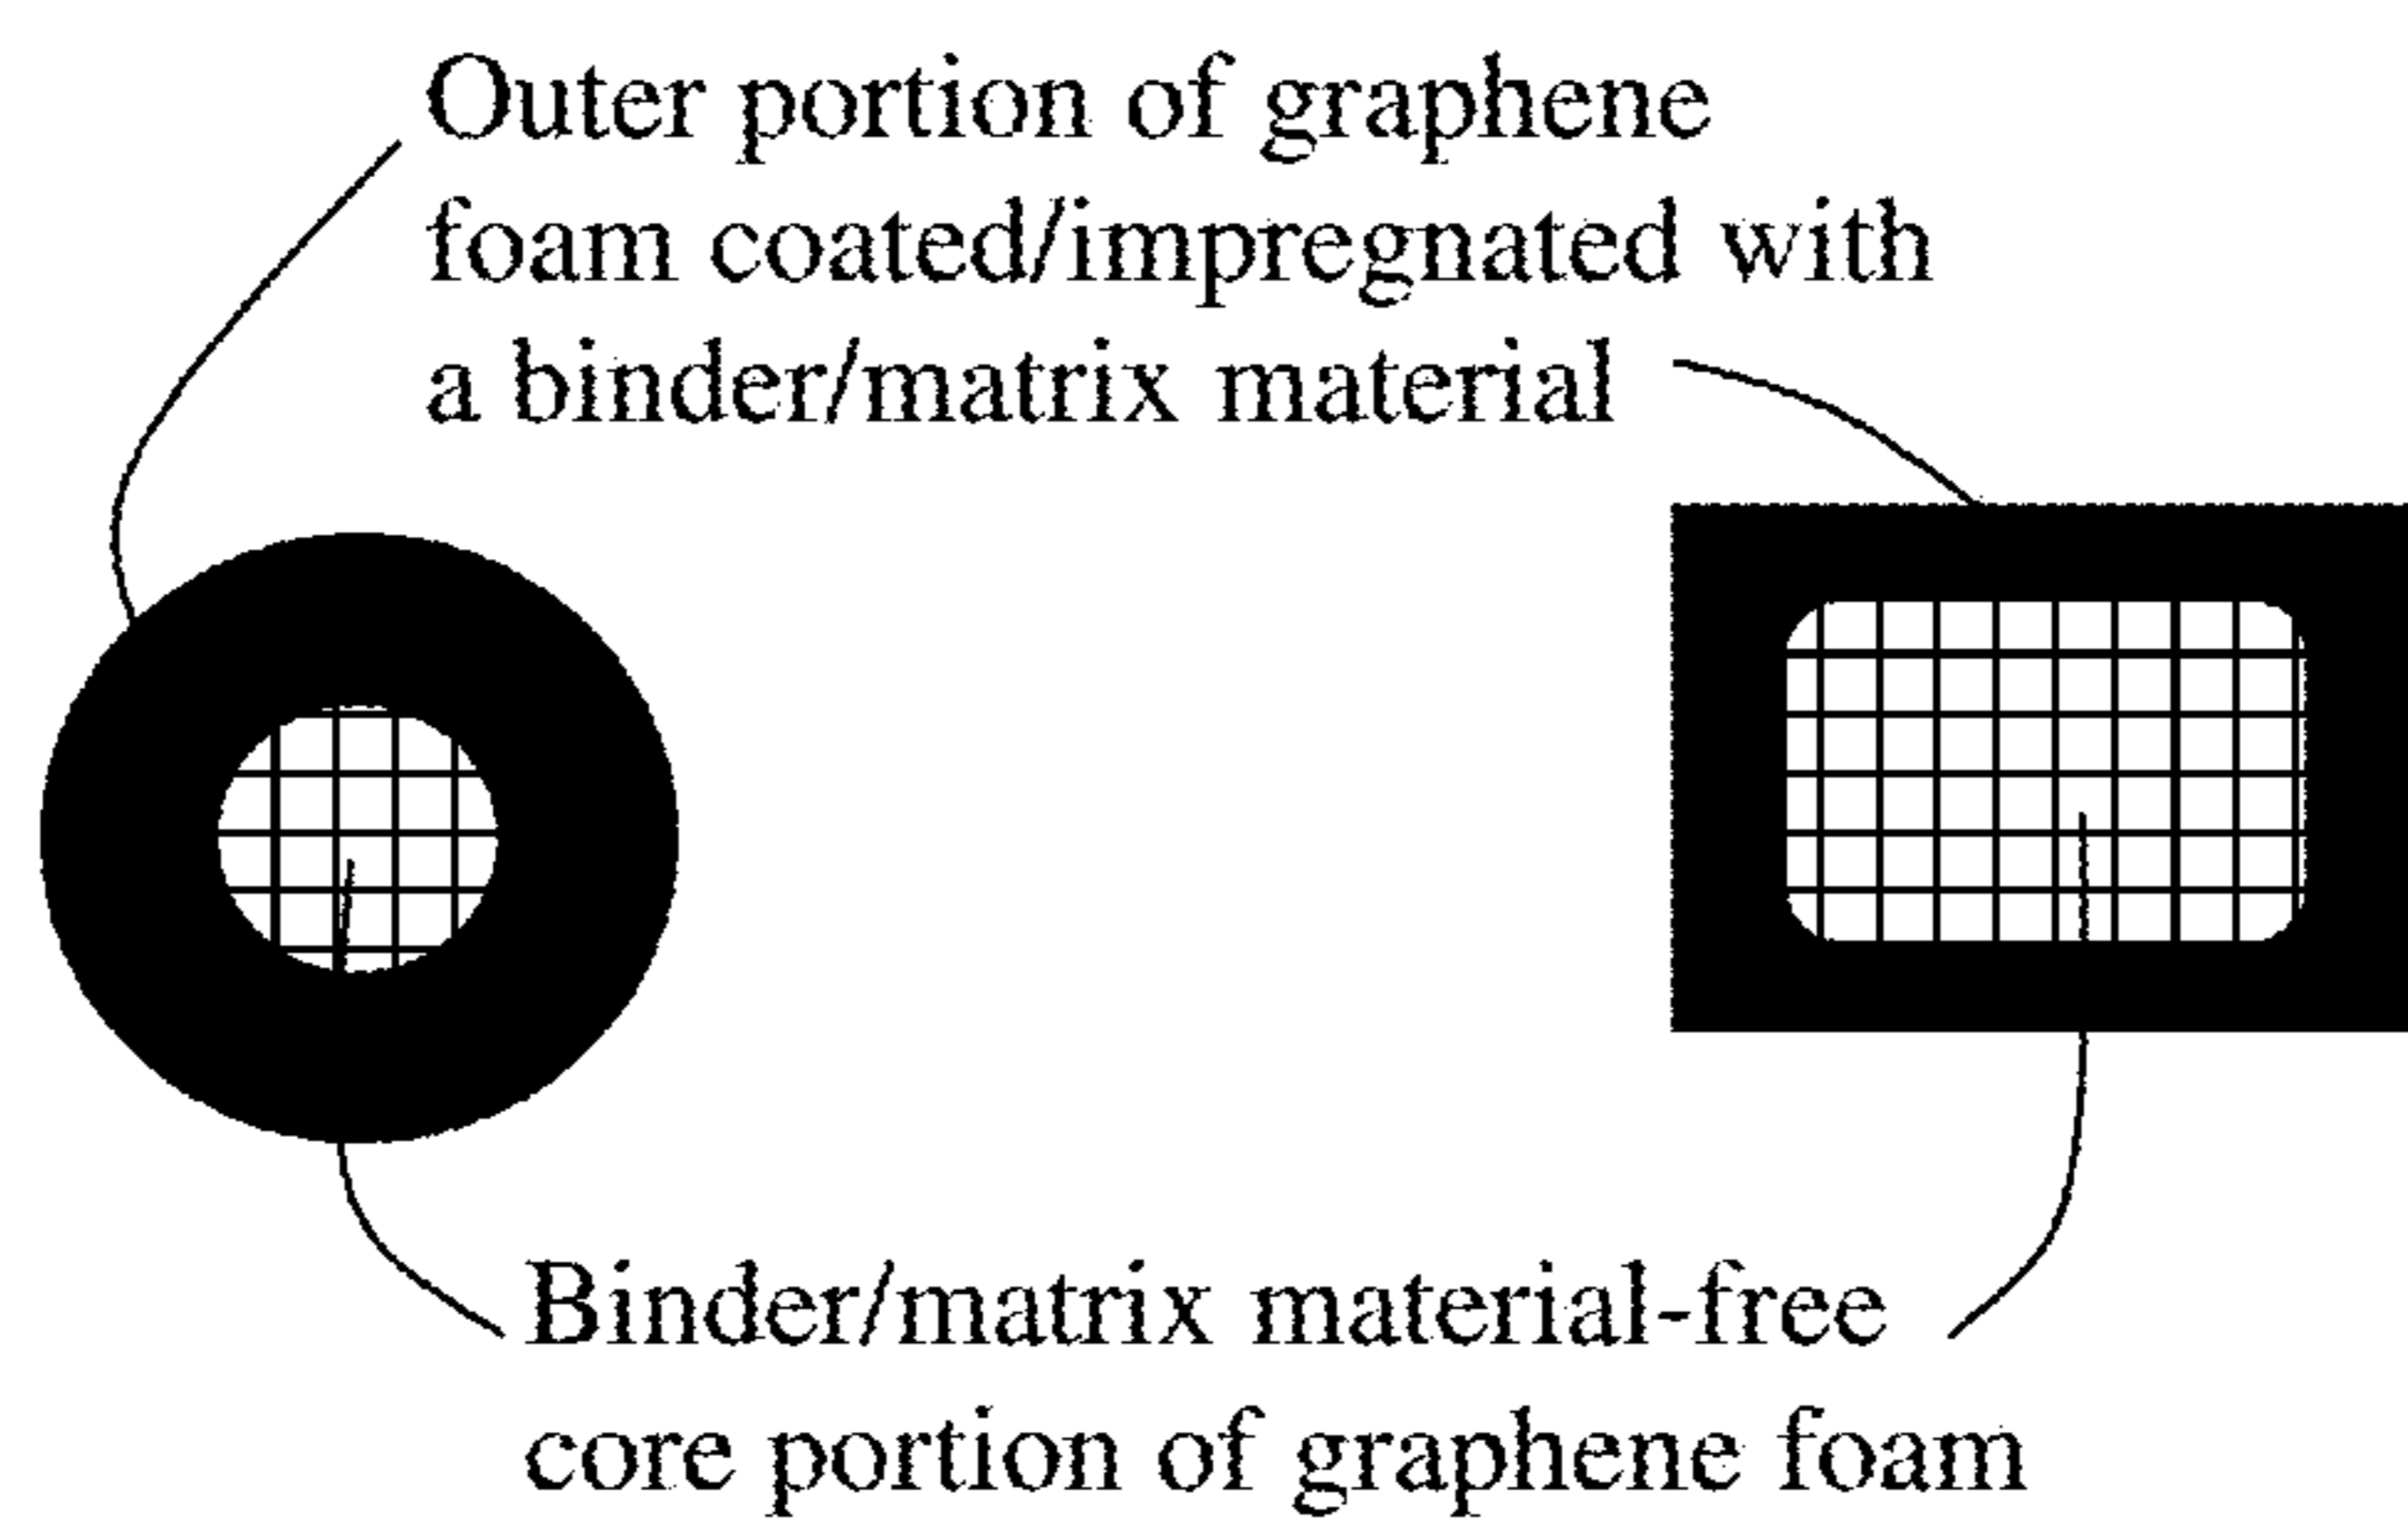 Outer portion of graphene
foam coated/impregnated with
a binder/matrix material
Binder/matrix material-free
core portion of graphene foam